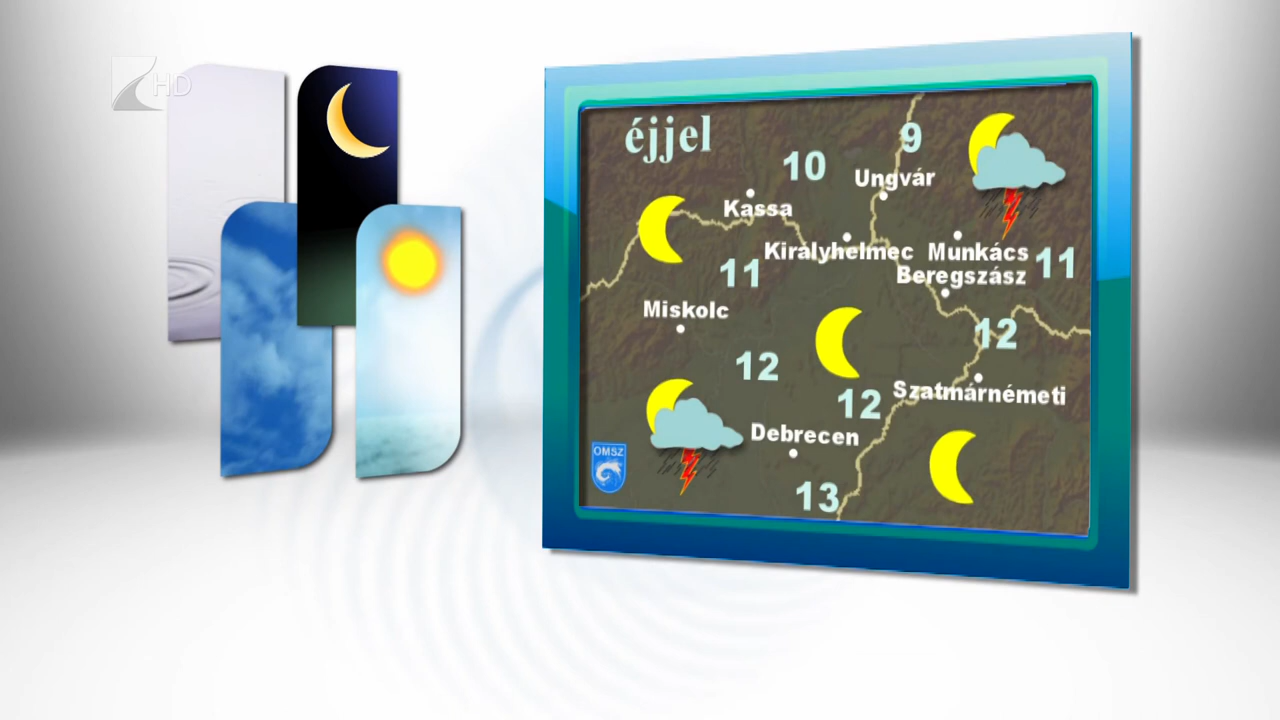 HD
éjjel
9
10
Ungvár
Kassa
Királyhelmec
Munkács
11
11
Beregszász
Miskolc
12
12
Szatmárnémeti
12
Debrecen
OMSZ
13